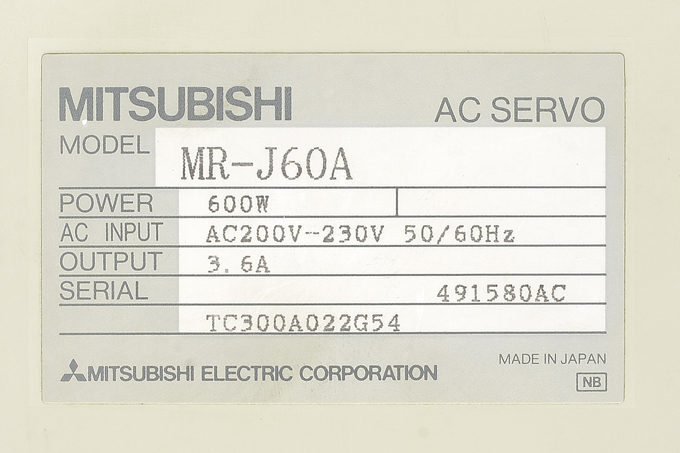 MITSUBISHI AC SERVO
MODEL MR-J60A
POWER 600W
AC INPUT AC200V-230V 50/60Hz
OUTPUT 3.6A
SERIAL 491580AC
TC300A022G54
MITSUBISHI ELECTRIC CORPORATION
MADE IN JAPAN
NB